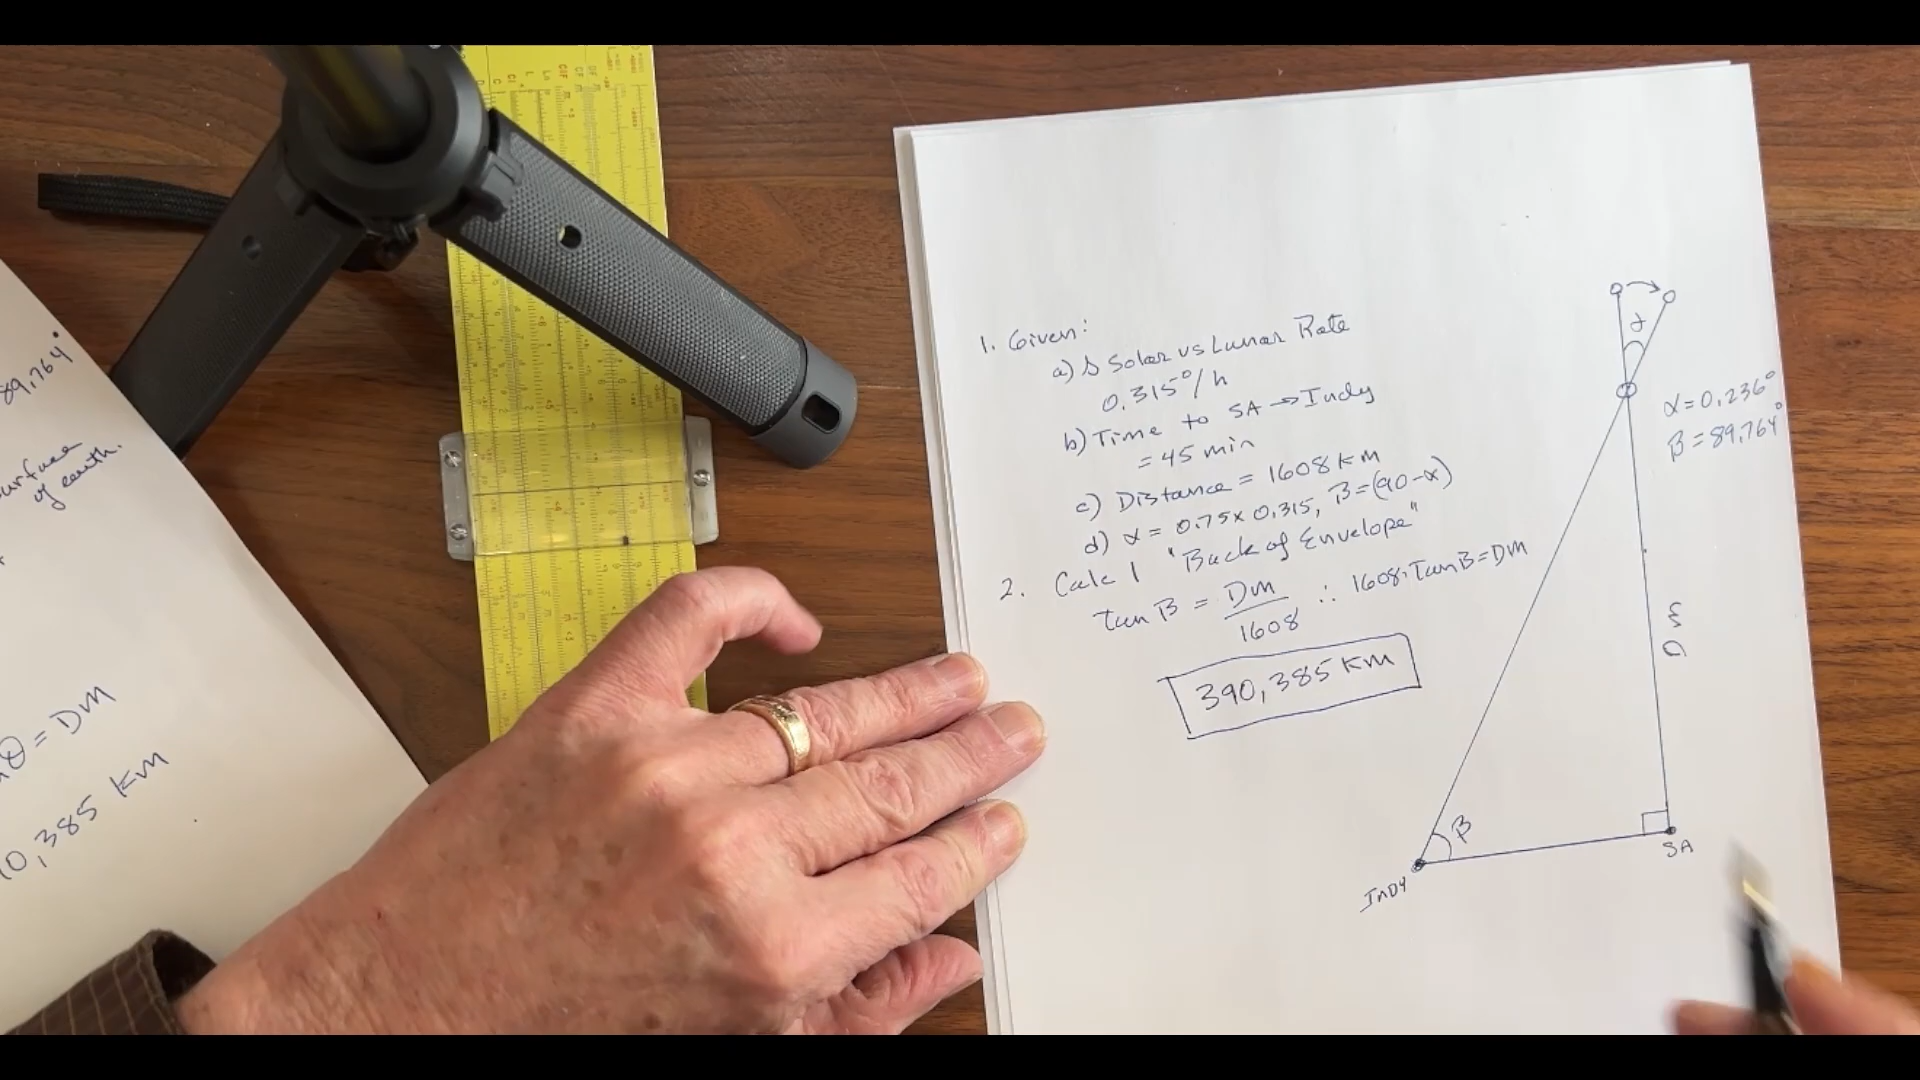 89,764°
urface
of earth.
θ = DM
0,385 KM
1. Given:
a) Δ Solar vs Lunar Rate
0.315°/h
b) Time to SA → Indy
= 45 min
c) Distance = 1608 KM
d) α = 0.75 x 0.315, β = (90-α)
2. Calc 1 "Back of Envelope"
tan β = DM / 1608 ∴ 1608·Tan β = DM
390,385 KM
α
α = 0.236°
β = 89.764°
Dm
β
SA
INDY